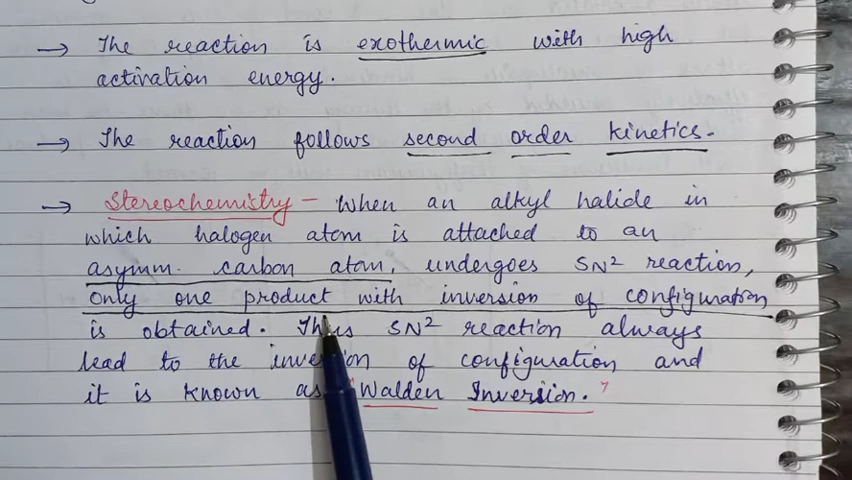 → The reaction is exothermic with high
activation energy.
→ The reaction follows second order kinetics.
→ Stereochemistry - When an alkyl halide in
which halogen atom is attached to an
asymm. carbon atom, undergoes SN2 reaction,
only one product with inversion of configuration
is obtained. Thus SN2 reaction always
lead to the inversion of configuration and
it is known as "Walden Inversion."